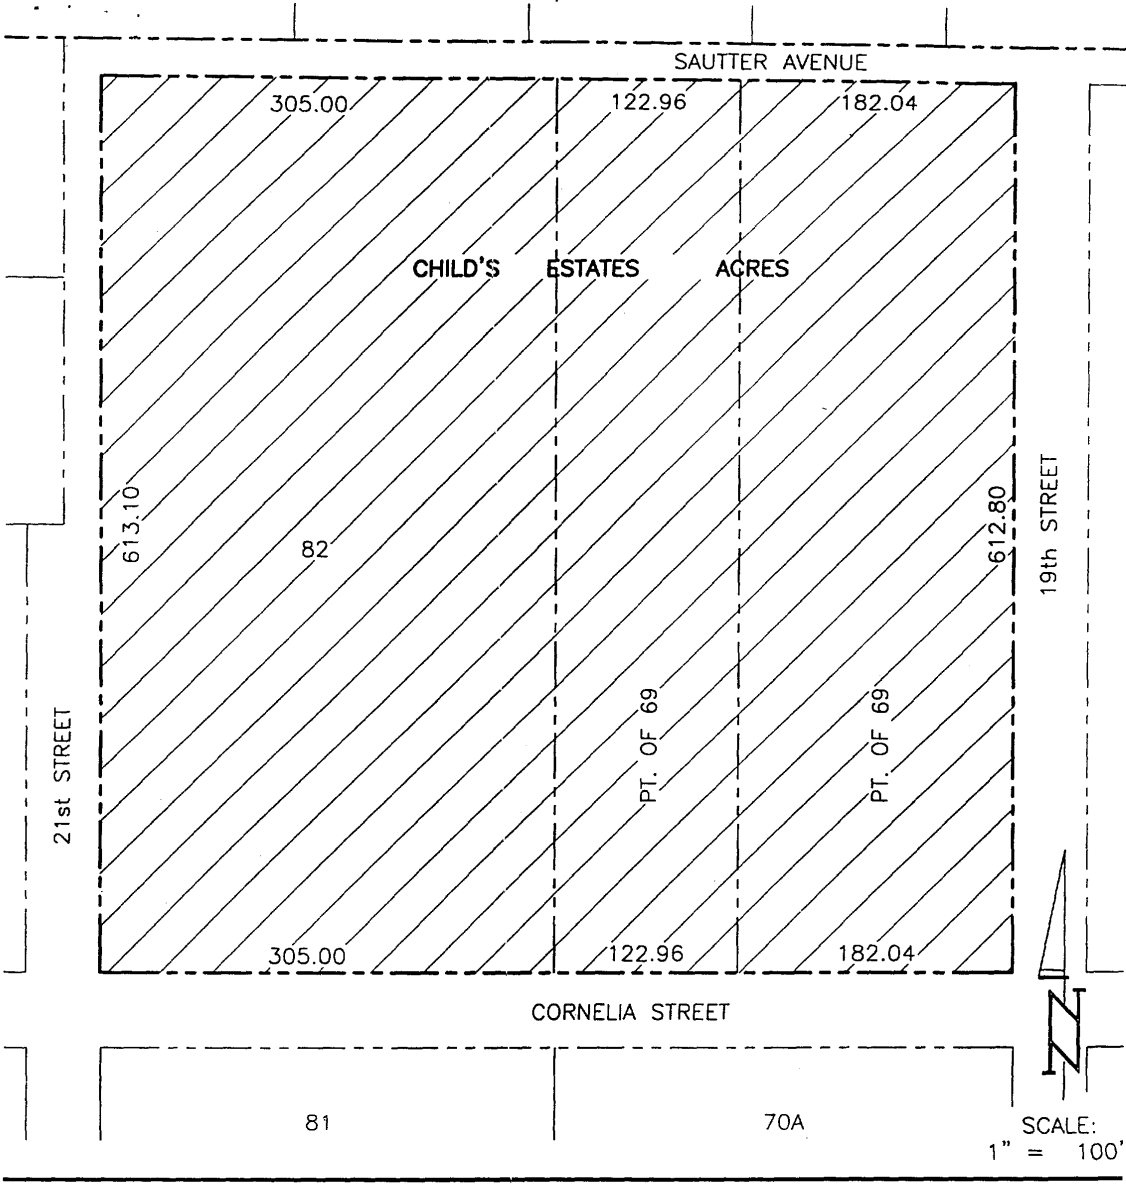 SAUTTER AVENUE
305.00 122.96 182.04
CHILD'S ESTATES ACRES
613.10
612.80
19th STREET
82
PT. OF 69
PT. OF 69
21st STREET
305.00 122.96 182.04
CORNELIA STREET
N
81 70A
SCALE:
1" = 100'